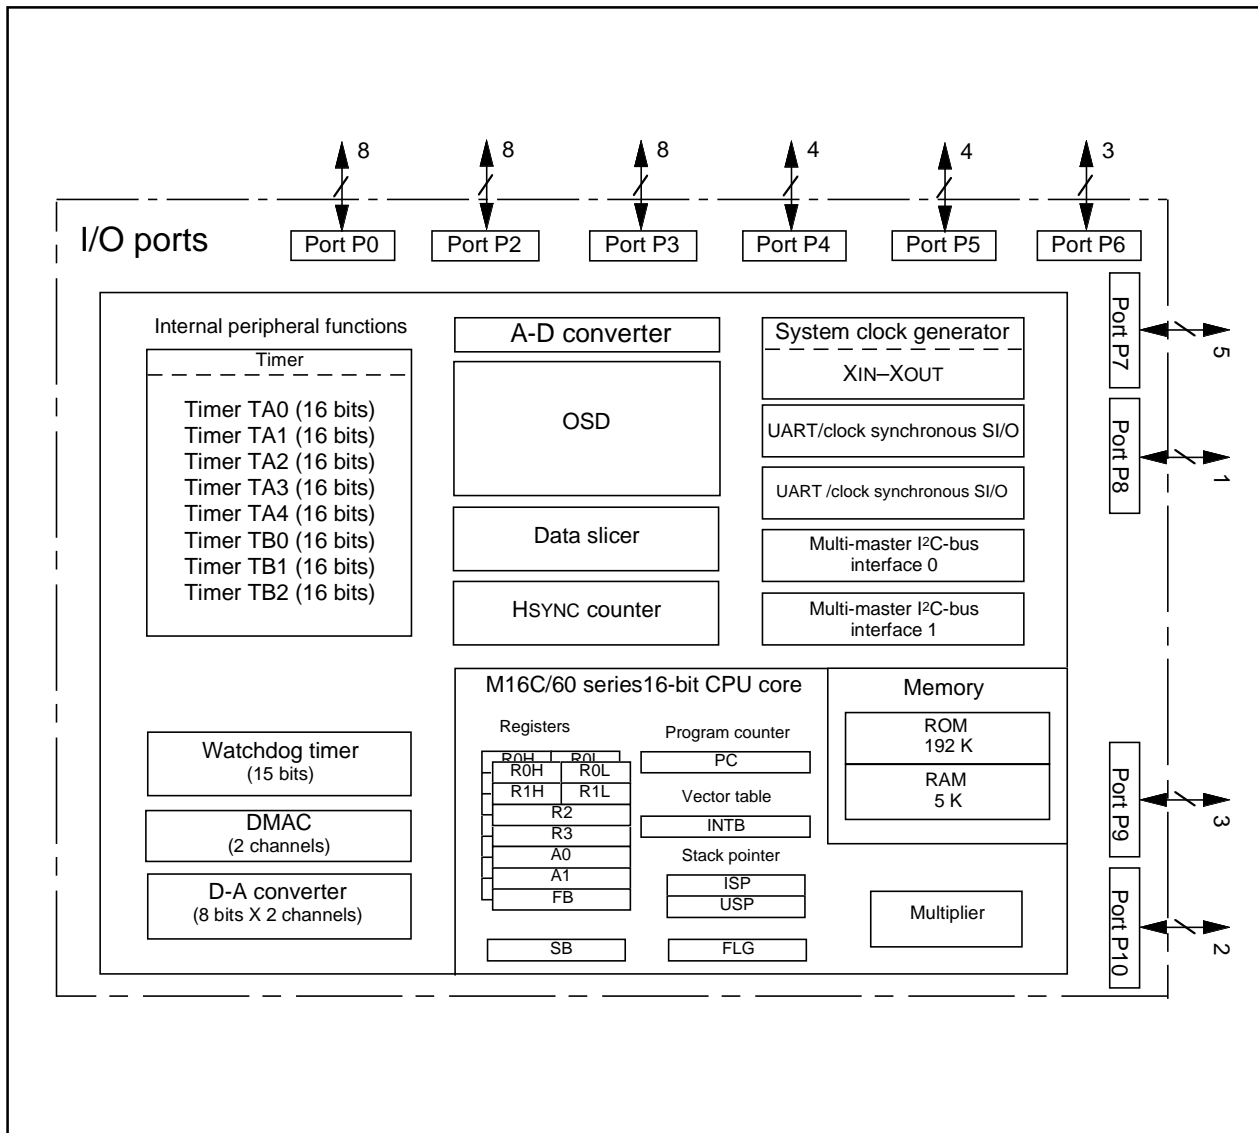 8
8
8
4
4
3
I/O ports
Port P0
Port P2
Port P3
Port P4
Port P5
Port P6
Port P7
5
Port P8
1
Port P9
3
Port P10
2
Internal peripheral functions
Timer
Timer TA0 (16 bits)
Timer TA1 (16 bits)
Timer TA2 (16 bits)
Timer TA3 (16 bits)
Timer TA4 (16 bits)
Timer TB0 (16 bits)
Timer TB1 (16 bits)
Timer TB2 (16 bits)
Watchdog timer
(15 bits)
DMAC
(2 channels)
D-A converter
(8 bits X 2 channels)
A-D converter
OSD
Data slicer
HSYNC counter
System clock generator
XIN–XOUT
UART/clock synchronous SI/O
UART /clock synchronous SI/O
Multi-master I²C-bus
interface 0
Multi-master I²C-bus
interface 1
M16C/60 series16-bit CPU core
Registers
R0H R0L
R0H R0L
R1H R1L
R2
R3
A0
A1
FB
SB
Program counter
PC
Vector table
INTB
Stack pointer
ISP
USP
FLG
Memory
ROM
192 K
RAM
5 K
Multiplier